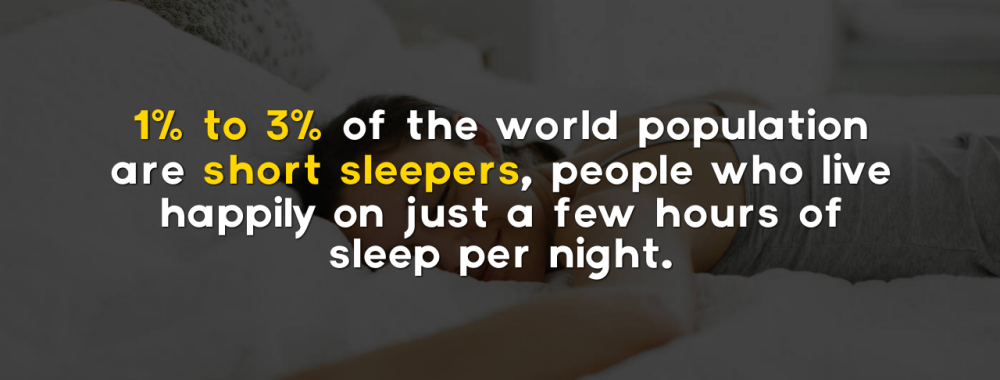 1% to 3% of the world population
are short sleepers, people who live
happily on just a few hours of
sleep per night.